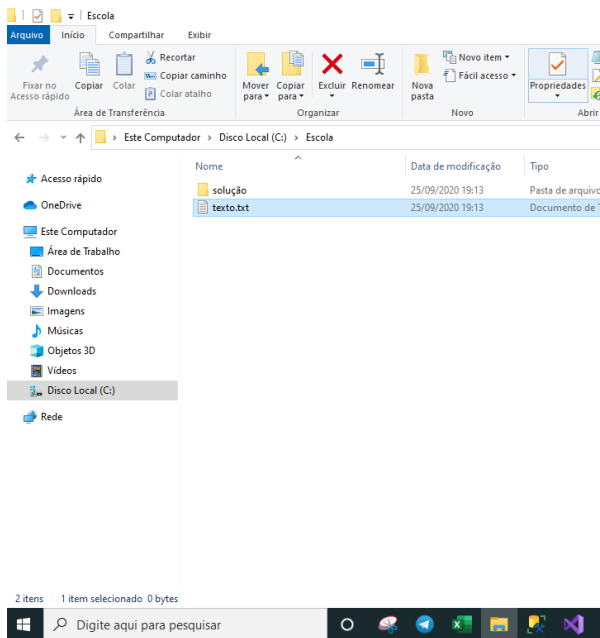 Escola
Arquivo Início Compartilhar Exibir
Fixar no Acesso rápido
Copiar
Colar
Recortar
Copiar caminho
Colar atalho
Mover para
Copiar para
Excluir
Renomear
Nova pasta
Novo item
Fácil acesso
Propriedades
Área de Transferência Organizar Novo Abrir
Este Computador Disco Local (C:) Escola
Nome Data de modificação Tipo
solução 25/09/2020 19:13 Pasta de arquivo
texto.txt 25/09/2020 19:13 Documento de
Acesso rápido
OneDrive
Este Computador
Área de Trabalho
Documentos
Downloads
Imagens
Músicas
Objetos 3D
Vídeos
Disco Local (C:)
Rede
2 itens 1 item selecionado 0 bytes
Digite aqui para pesquisar